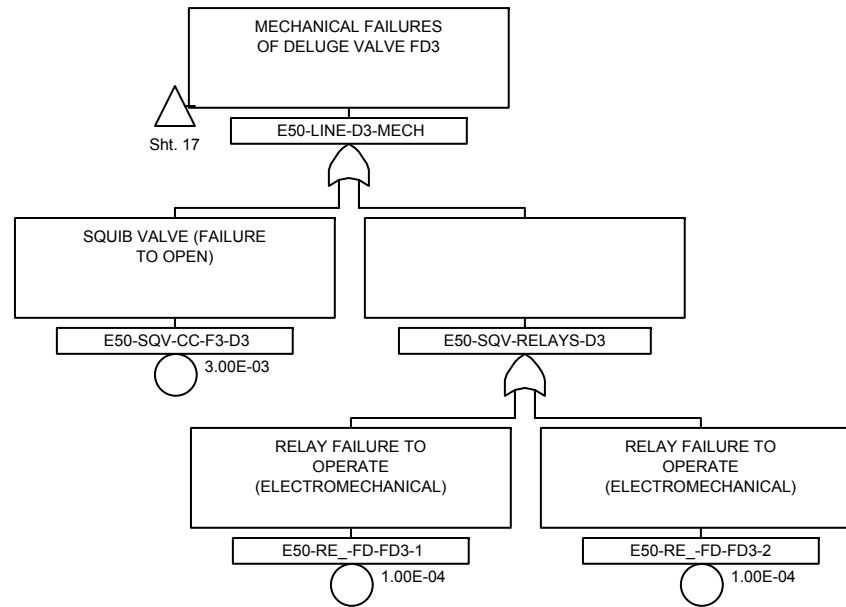 MECHANICAL FAILURES
OF DELUGE VALVE FD3
Sht. 17
E50-LINE-D3-MECH
SQUIB VALVE (FAILURE
TO OPEN)
E50-SQV-CC-F3-D3
3.00E-03
E50-SQV-RELAYS-D3
RELAY FAILURE TO
OPERATE
(ELECTROMECHANICAL)
E50-RE_-FD-FD3-1
1.00E-04
RELAY FAILURE TO
OPERATE
(ELECTROMECHANICAL)
E50-RE_-FD-FD3-2
1.00E-04